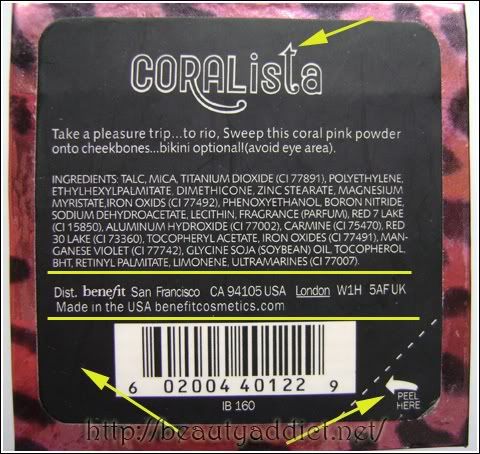 CORALista
Take a pleasure trip...to rio, Sweep this coral pink powder
onto cheekbones...bikini optional!(avoid eye area).
INGREDIENTS: TALC, MICA, TITANIUM DIOXIDE (CI 77891), POLYETHYLENE,
ETHYLHEXYLPALMITATE, DIMETHICONE, ZINC STEARATE, MAGNESIUM
MYRISTATE,IRON OXIDS (CI 77492), PHENOXYETHANOL, BORON NITRIDE,
SODIUM DEHYDROACETATE, LECITHIN, FRAGRANCE (PARFUM), RED 7 LAKE
(CI 15850), ALUMINUM HYDROXIDE (CI 77002), CARMINE (CI 75470), RED
30 LAKE (CI 73360), TOCOPHERYL ACETATE, IRON OXIDES (CI 77491), MAN-
GANESE VIOLET (CI 77742), GLYCINE SOJA (SOYBEAN) OIL, TOCOPHEROL,
BHT, RETINYL PALMITATE, LIMONENE, ULTRAMARINES (CI 77007).
Dist. benefit San Francisco CA 94105 USA London W1H 5AF UK
Made in the USA benefitcosmetics.com
6 02004 40122 9
PEEL
HERE
IB 160
http://beautyaddict.net/